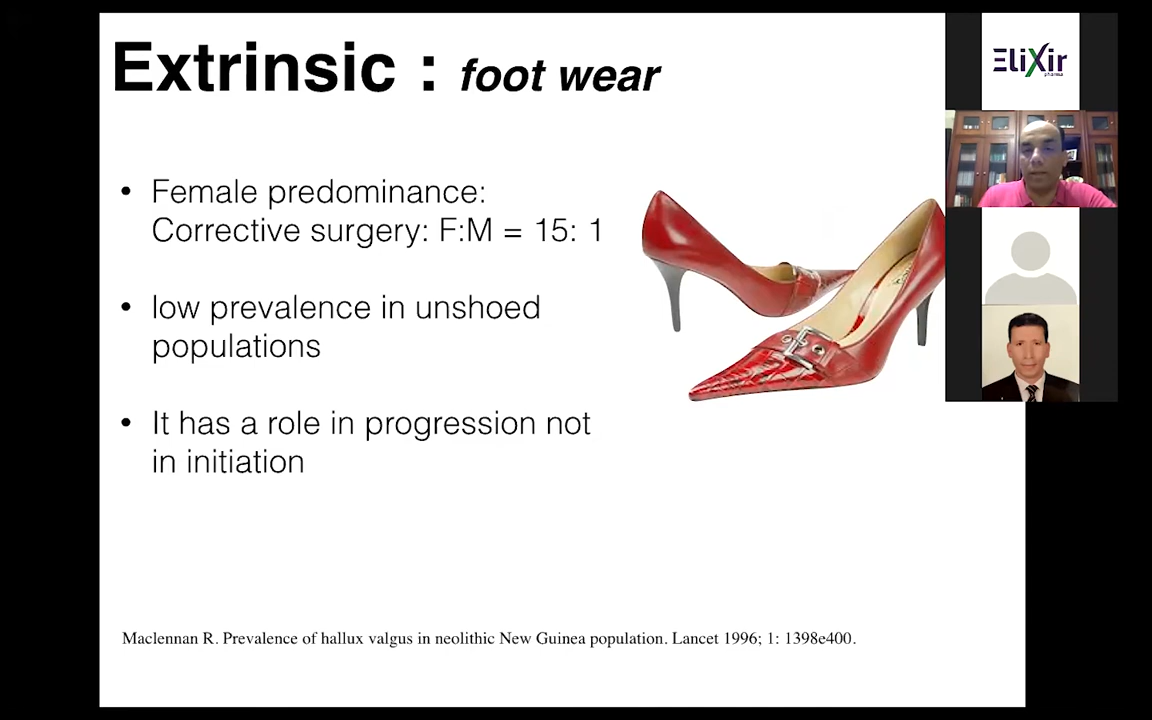 Extrinsic : foot wear
• Female predominance:
Corrective surgery: F:M = 15: 1
• low prevalence in unshoed
populations
• It has a role in progression not
in initiation
Maclennan R. Prevalence of hallux valgus in neolithic New Guinea population. Lancet 1996; 1: 1398e400.
ELIXir
pharma